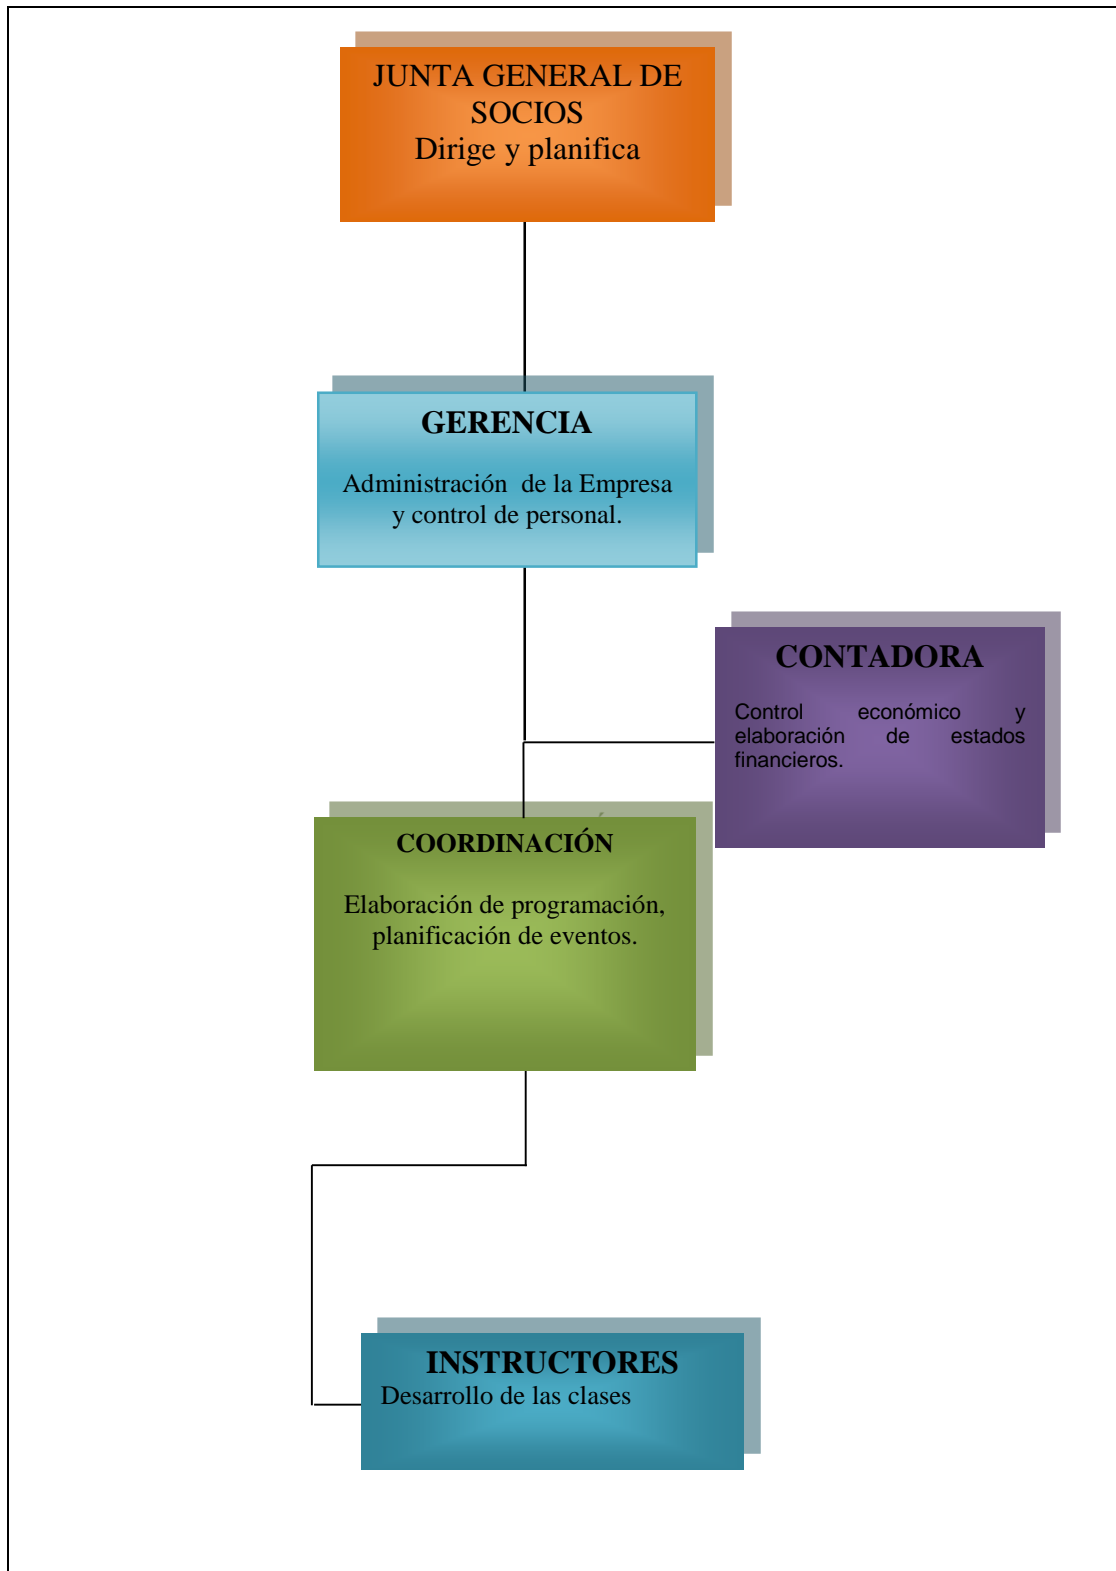 JUNTA GENERAL DE
SOCIOS
Dirige y planifica
GERENCIA
Administración de la Empresa
y control de personal.
CONTADORA
Control económico y
elaboración de estados
financieros.
COORDINACIÓN
Elaboración de programación,
planificación de eventos.
INSTRUCTORES
Desarrollo de las clases